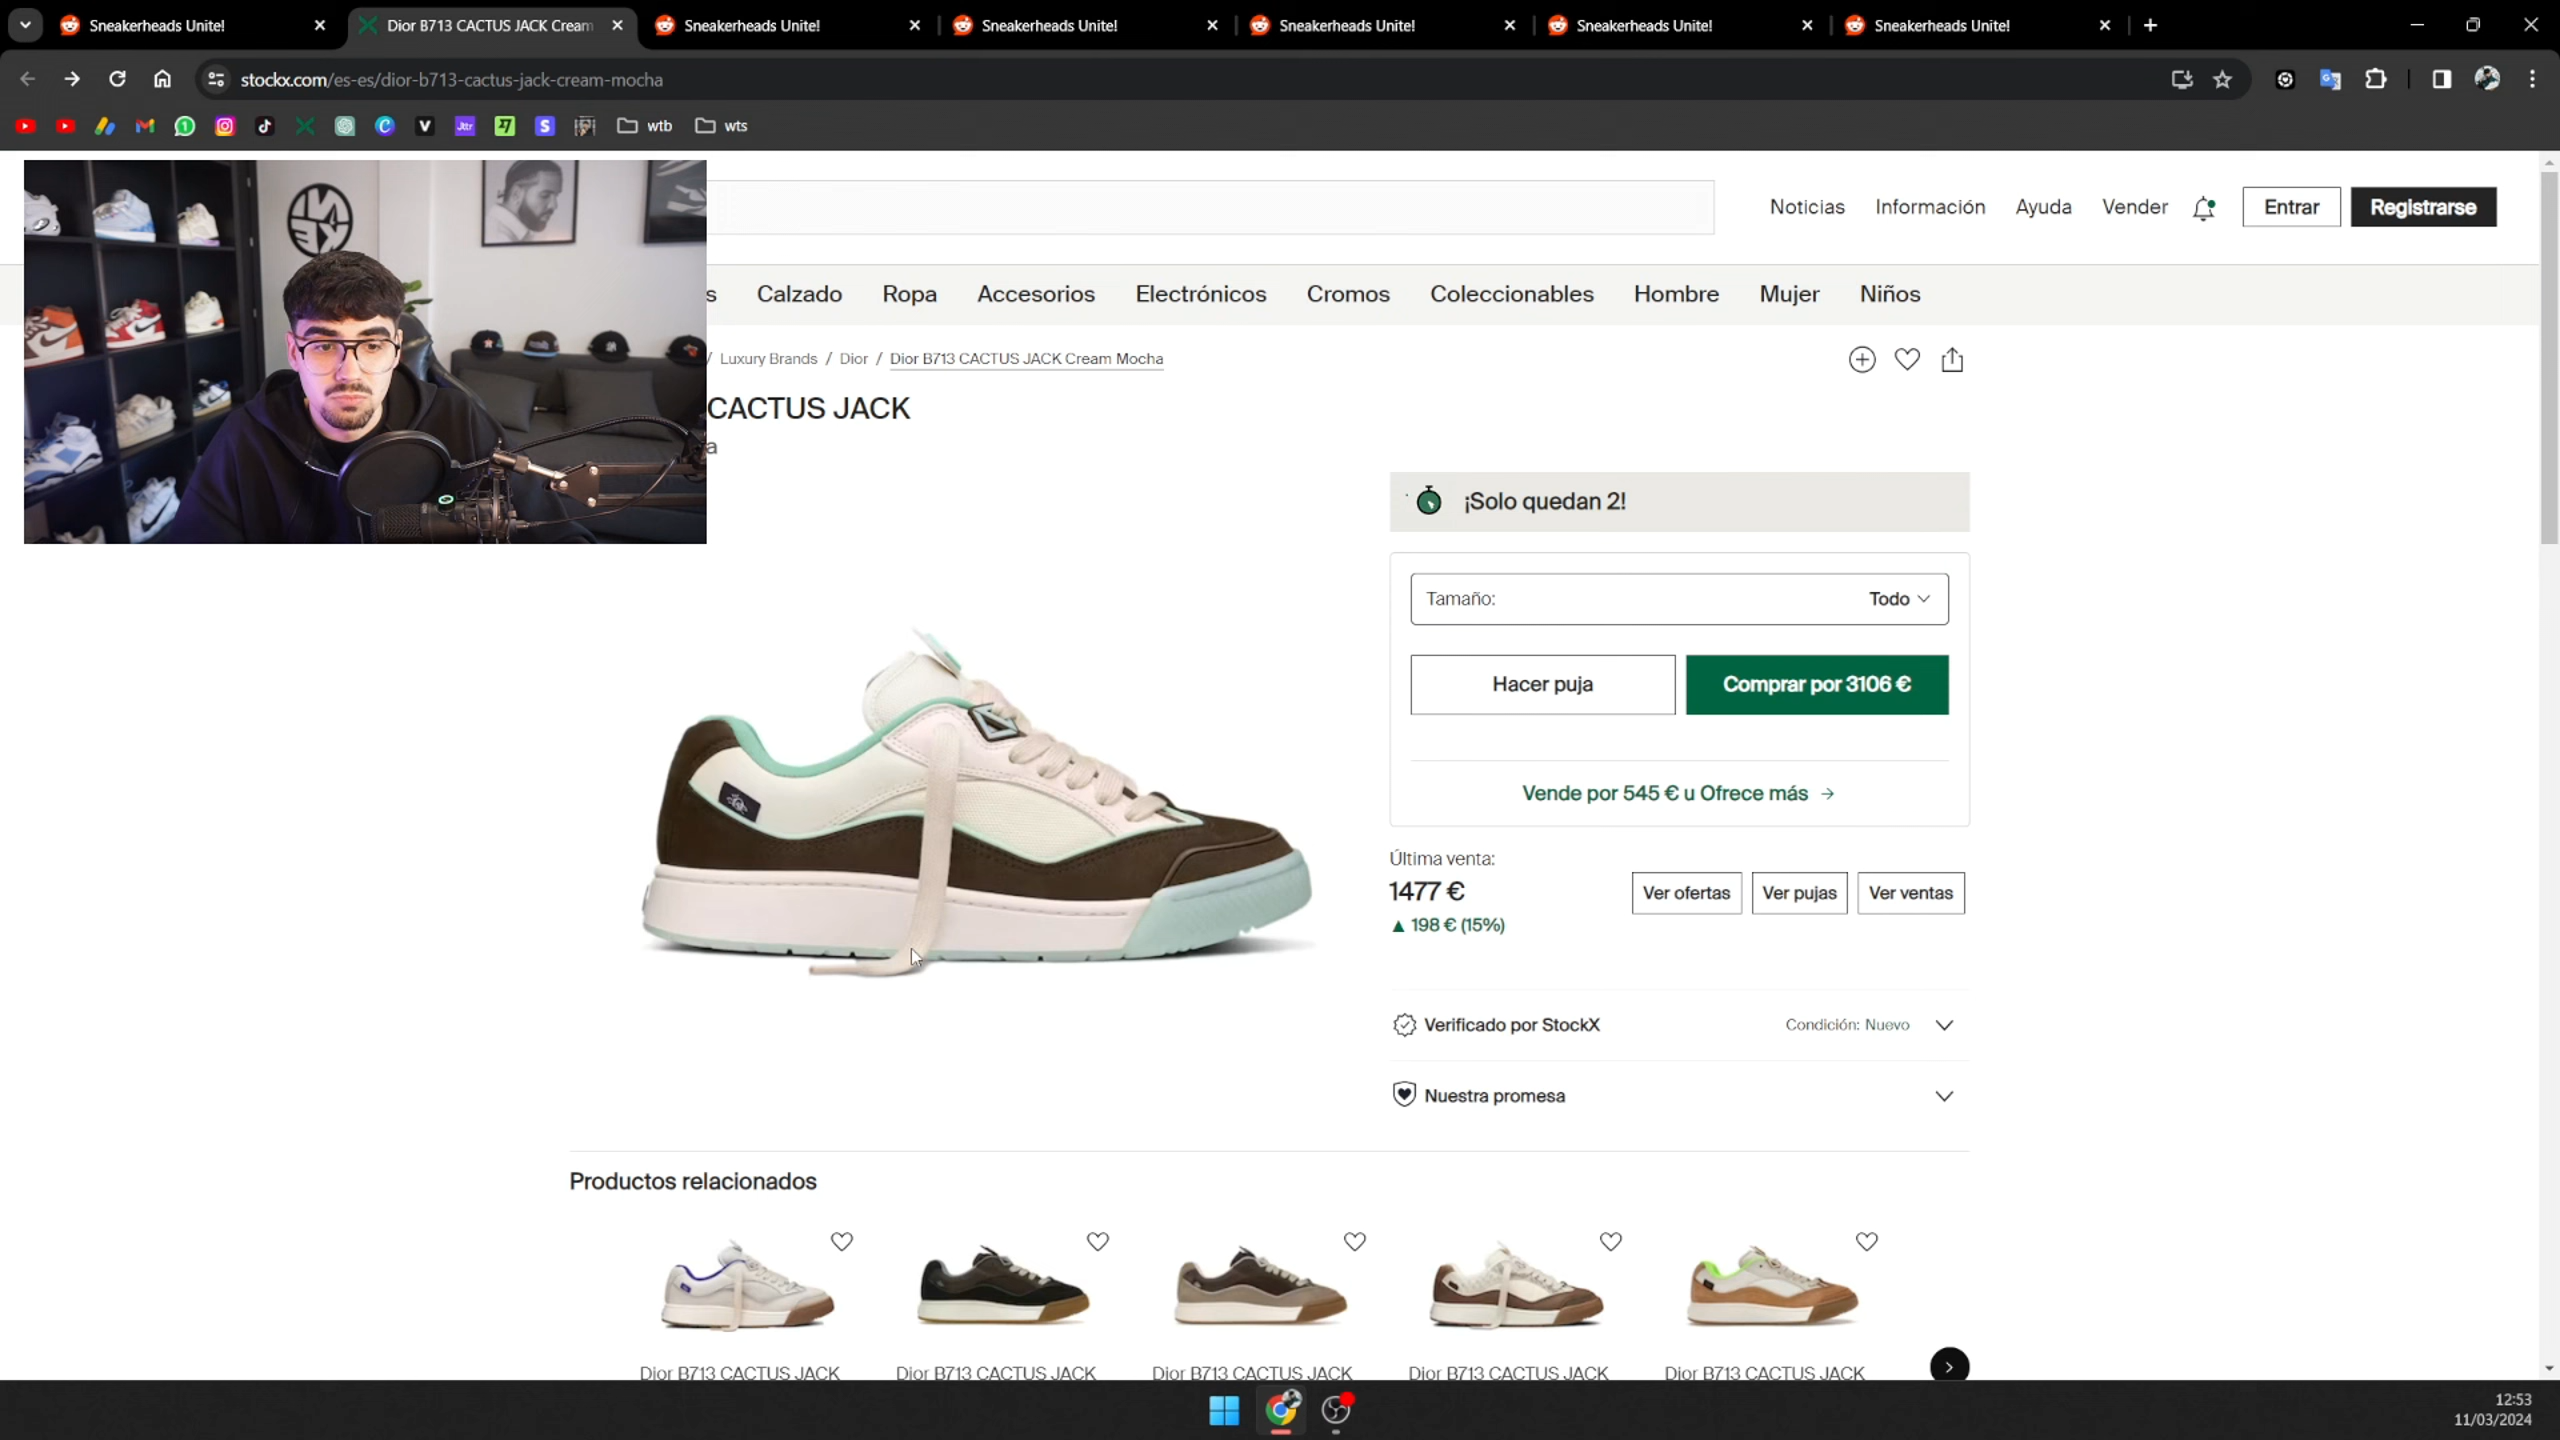 Sneakerheads Unite!
Dior B713 CACTUS JACK Cream
Sneakerheads Unite!
Sneakerheads Unite!
Sneakerheads Unite!
Sneakerheads Unite!
Sneakerheads Unite!
stockx.com/es-es/dior-b713-cactus-jack-cream-mocha
wtb
wts
Noticias
Información
Ayuda
Vender
Entrar
Registrarse
s
Calzado
Ropa
Accesorios
Electrónicos
Cromos
Coleccionables
Hombre
Mujer
Niños
/ Luxury Brands / Dior / Dior B713 CACTUS JACK Cream Mocha
CACTUS JACK
a
¡Solo quedan 2!
Tamaño:
Todo
Hacer puja
Comprar por 3106 €
Vende por 545 € u Ofrece más →
Última venta:
1477 €
▲ 198 € (15%)
Ver ofertas
Ver pujas
Ver ventas
Verificado por StockX
Condición: Nuevo
Nuestra promesa
Productos relacionados
Dior B713 CACTUS JACK
Dior B713 CACTUS JACK
Dior B713 CACTUS JACK
Dior B713 CACTUS JACK
Dior B713 CACTUS JACK
12:53
11/03/2024